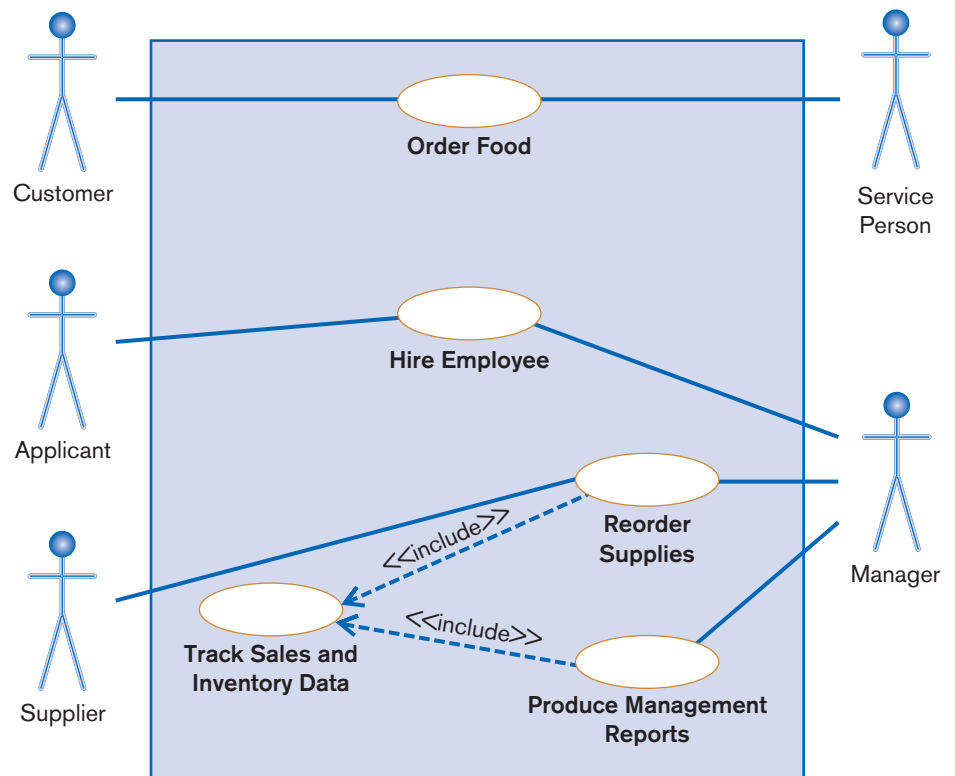 Order Food
Customer
Service
Person
Hire Employee
Applicant
<<include>>
Reorder
Supplies
Manager
<<include>>
Track Sales and
Inventory Data
Supplier
Produce Management
Reports